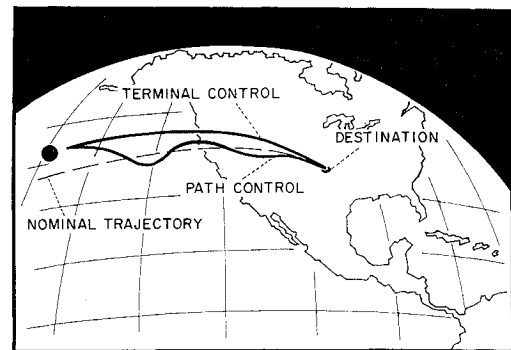 TERMINAL CONTROL
DESTINATION
PATH CONTROL
NOMINAL TRAJECTORY